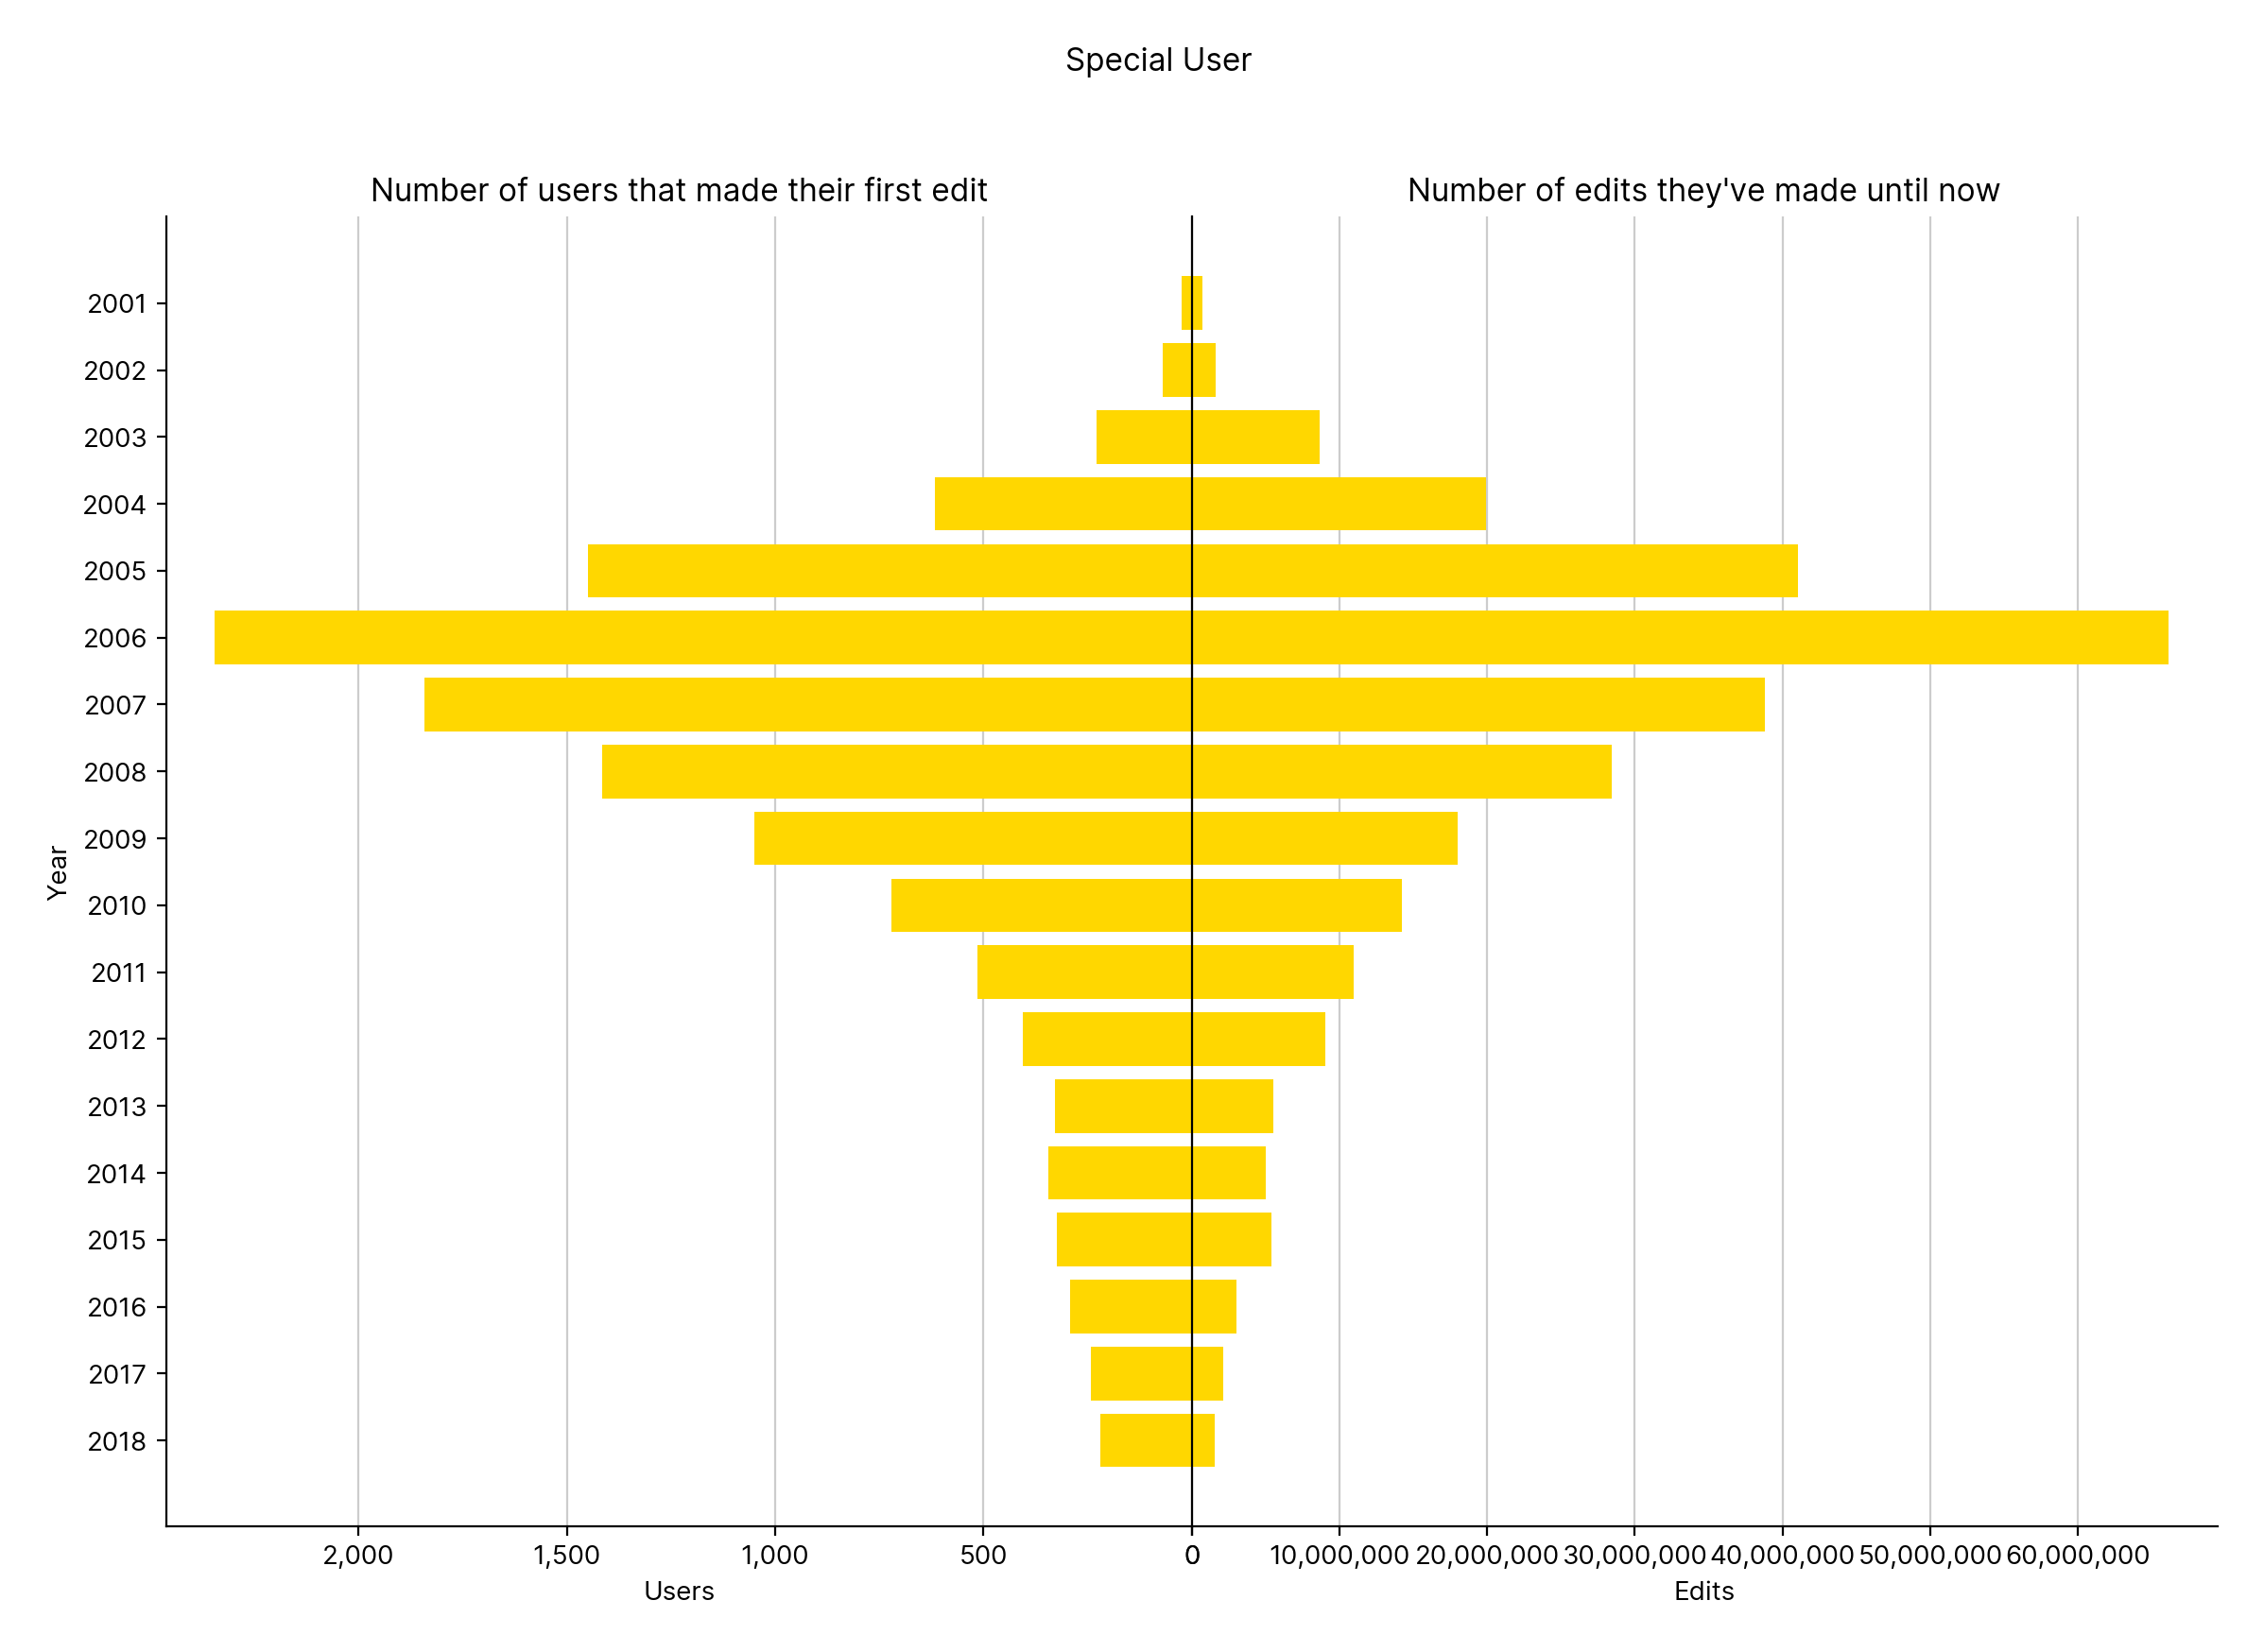 Special User
Number of users that made their first edit
Number of edits they've made until now
2001
2002
2003
2004
2005
2006
2007
2008
2009
2010
2011
2012
2013
2014
2015
2016
2017
2018
Year
2,000 1,500 1,000 500 0 10,000,000 20,000,000 30,000,000 40,000,000 50,000,000 60,000,000
Users
Edits